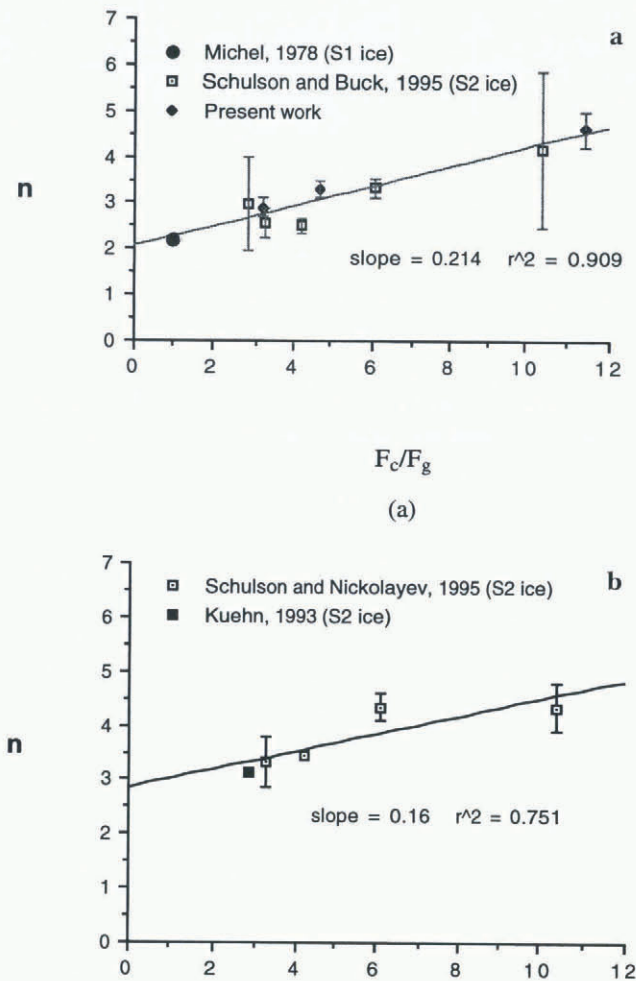 7
a
6
● Michel, 1978 (S1 ice)
Schulson and Buck, 1995 (S2 ice)
◆ Present work
5
4
n
3
2
slope = 0.214 r^2 = 0.909
1
0
0 2 4 6 8 10 12
F_c/F_g
(a)
7
b
Schulson and Nickolayev, 1995 (S2 ice)
6
■ Kuehn, 1993 (S2 ice)
5
4
n
3
slope = 0.16 r^2 = 0.751
2
1
0
0 2 4 6 8 10 12